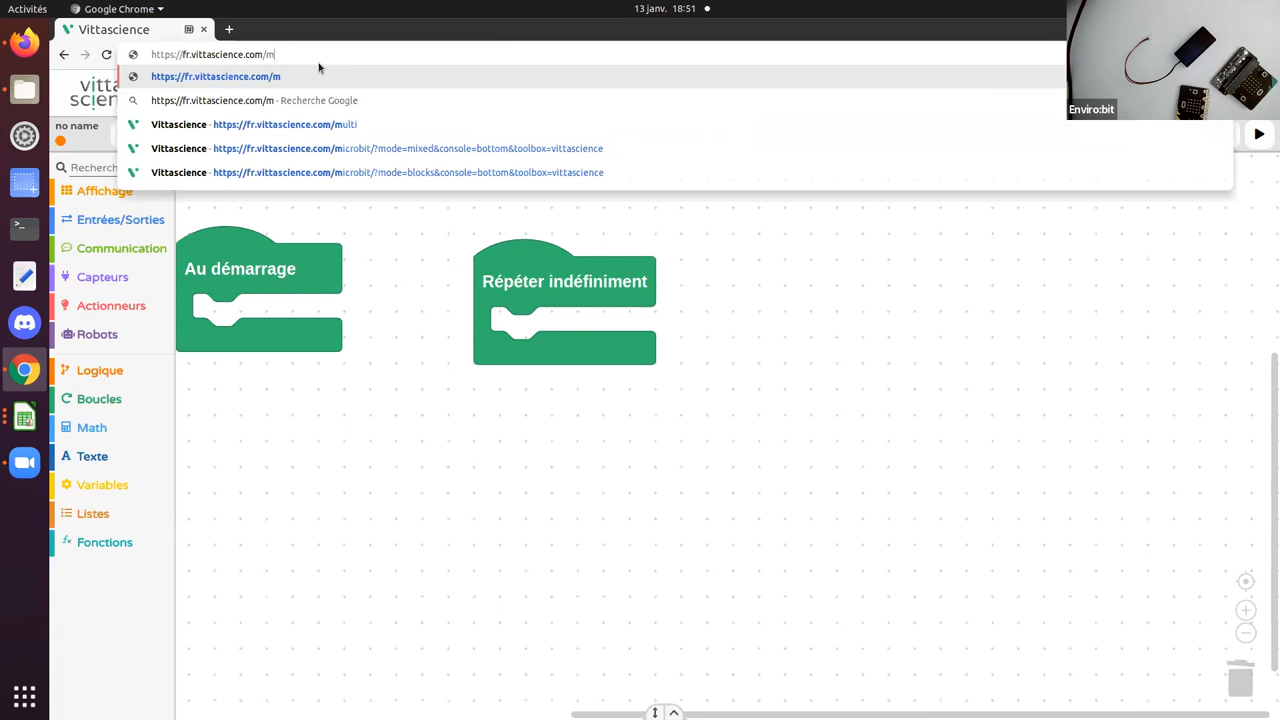 Activités
Google Chrome
13 janv. 18:51
Vittascience
https://fr.vittascience.com/m
https://fr.vittascience.com/m
https://fr.vittascience.com/m - Recherche Google
Vittascience - https://fr.vittascience.com/multi
Vittascience - https://fr.vittascience.com/microbit/?mode=mixed&console=bottom&toolbox=vittascience
Vittascience - https://fr.vittascience.com/microbit/?mode=blocks&console=bottom&toolbox=vittascience
Enviro:bit
no name
Recherch
Affichage
Entrées/Sorties
Communication
Capteurs
Actionneurs
Robots
Logique
Boucles
Math
Texte
Variables
Listes
Fonctions
Au démarrage
Répéter indéfiniment